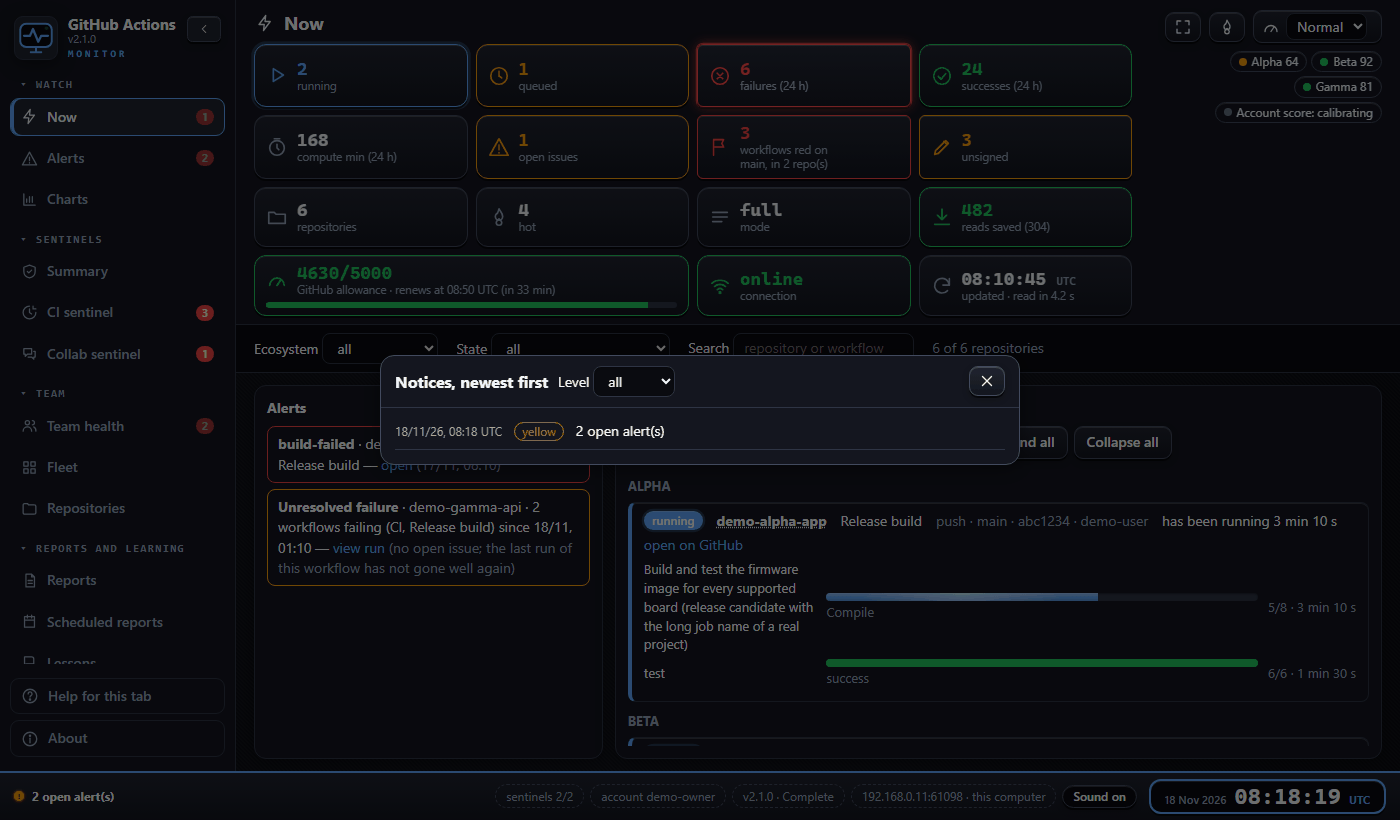 GitHub Actions
v2.1.0
MONITOR
WATCH
Now 1
Alerts 2
Charts
SENTINELS
Summary
CI sentinel 3
Collab sentinel 1
TEAM
Team health 2
Fleet
Repositories
REPORTS AND LEARNING
Reports
Scheduled reports
Lessons
Help for this tab
About
Now
Normal
Alpha 64
Beta 92
Gamma 81
Account score: calibrating
2
running
1
queued
6
failures (24 h)
24
successes (24 h)
168
compute min (24 h)
1
open issues
3
workflows red on
main, in 2 repo(s)
3
unsigned
6
repositories
4
hot
full
mode
482
reads saved (304)
4630/5000
GitHub allowance · renews at 08:50 UTC (in 33 min)
online
connection
08:10:45 UTC
updated · read in 4.2 s
Ecosystem all State all Search repository or workflow 6 of 6 repositories
Notices, newest first Level all
18/11/26, 08:18 UTC yellow 2 open alert(s)
Alerts
build-failed · de
Release build — open (17/11, 06:10)
Unresolved failure · demo-gamma-api · 2
workflows failing (CI, Release build) since 18/11,
01:10 — view run (no open issue; the last run of
this workflow has not gone well again)
nd all
Collapse all
ALPHA
running demo-alpha-app Release build push · main · abc1234 · demo-user has been running 3 min 10 s
open on GitHub
Build and test the firmware
image for every supported
board (release candidate with
the long job name of a real
project)
Compile
5/8 · 3 min 10 s
test
success
6/6 · 1 min 30 s
BETA
2 open alert(s)
sentinels 2/2
account demo-owner
v2.1.0 · Complete
192.168.0.11:61098 · this computer
Sound on
18 Nov 2026 08:18:19 UTC